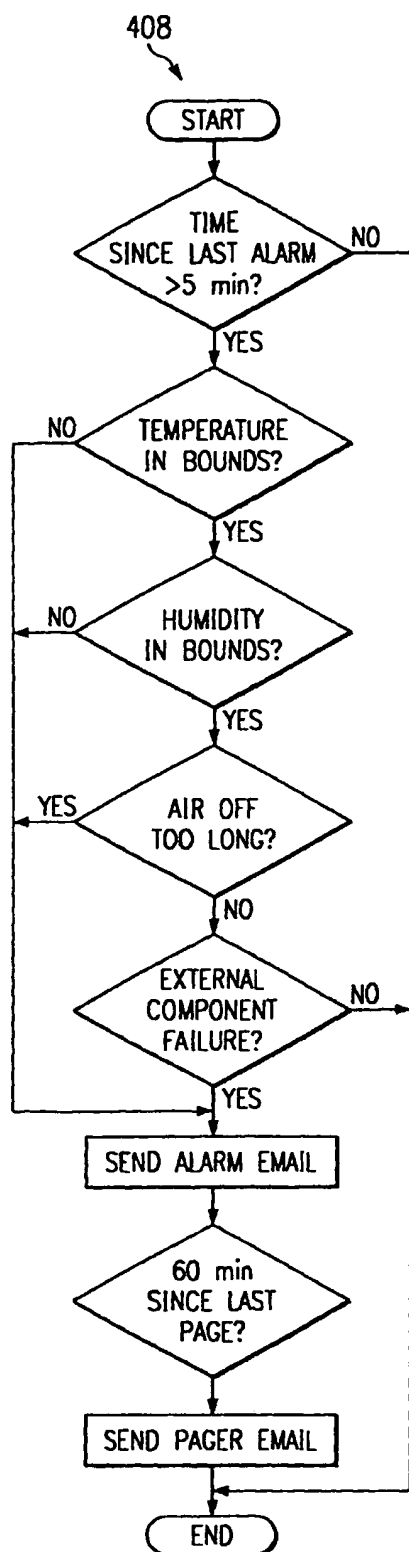 408
START
TIME
SINCE LAST ALARM
>5 min?
NO
YES
NO
TEMPERATURE
IN BOUNDS?
YES
NO
HUMIDITY
IN BOUNDS?
YES
YES
AIR OFF
TOO LONG?
NO
EXTERNAL
COMPONENT
FAILURE?
NO
YES
SEND ALARM EMAIL
60 min
SINCE LAST
PAGE?
SEND PAGER EMAIL
END